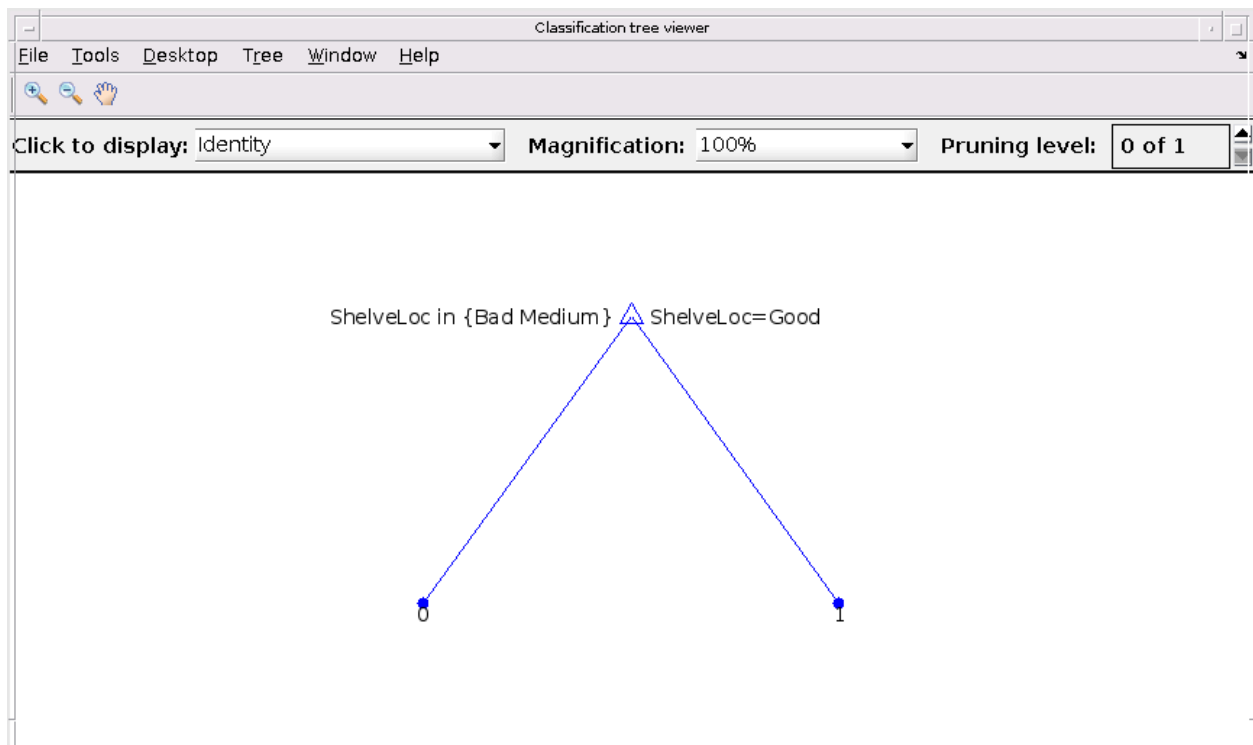 Classification tree viewer
File Tools Desktop Tree Window Help
Click to display: Identity Magnification: 100% Pruning level: 0 of 1
ShelveLoc in {Bad Medium} ShelveLoc=Good
0 1